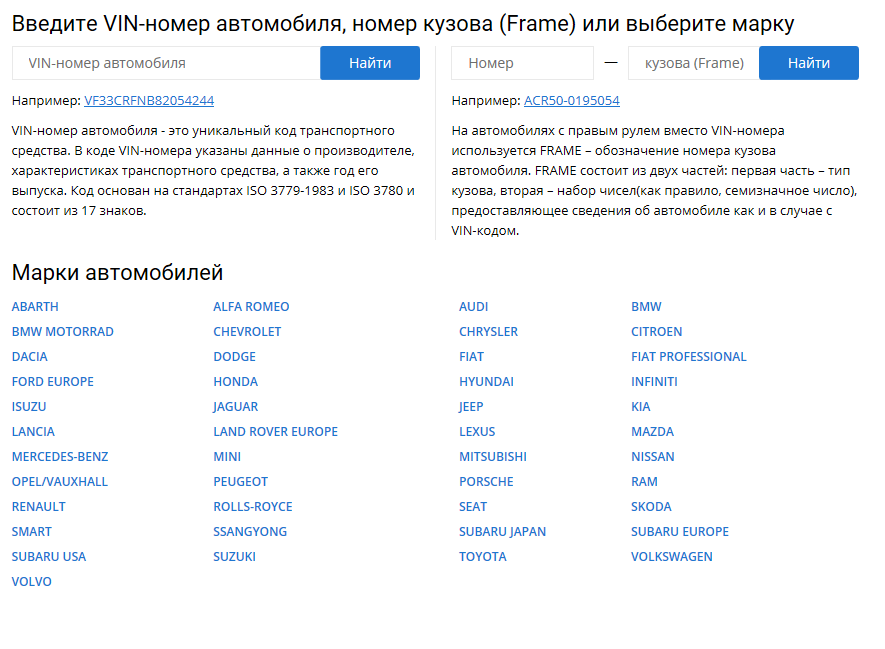 Введите VIN-номер автомобиля, номер кузова (Frame) или выберите марку
VIN-номер автомобиля Найти Номер — кузова (Frame) Найти
Например: VF33CRFNB82054244
VIN-номер автомобиля - это уникальный код транспортного
средства. В коде VIN-номера указаны данные о производителе,
характеристиках транспортного средства, а также год его
выпуска. Код основан на стандартах ISO 3779-1983 и ISO 3780 и
состоит из 17 знаков.
Например: ACR50-0195054
На автомобилях с правым рулем вместо VIN-номера
используется FRAME – обозначение номера кузова
автомобиля. FRAME состоит из двух частей: первая часть – тип
кузова, вторая – набор чисел(как правило, семизначное число),
предоставляющее сведения об автомобиле как и в случае с
VIN-кодом.
Марки автомобилей
ABARTH ALFA ROMEO AUDI BMW
BMW MOTORRAD CHEVROLET CHRYSLER CITROEN
DACIA DODGE FIAT FIAT PROFESSIONAL
FORD EUROPE HONDA HYUNDAI INFINITI
ISUZU JAGUAR JEEP KIA
LANCIA LAND ROVER EUROPE LEXUS MAZDA
MERCEDES-BENZ MINI MITSUBISHI NISSAN
OPEL/VAUXHALL PEUGEOT PORSCHE RAM
RENAULT ROLLS-ROYCE SEAT SKODA
SMART SSANGYONG SUBARU JAPAN SUBARU EUROPE
SUBARU USA SUZUKI TOYOTA VOLKSWAGEN
VOLVO